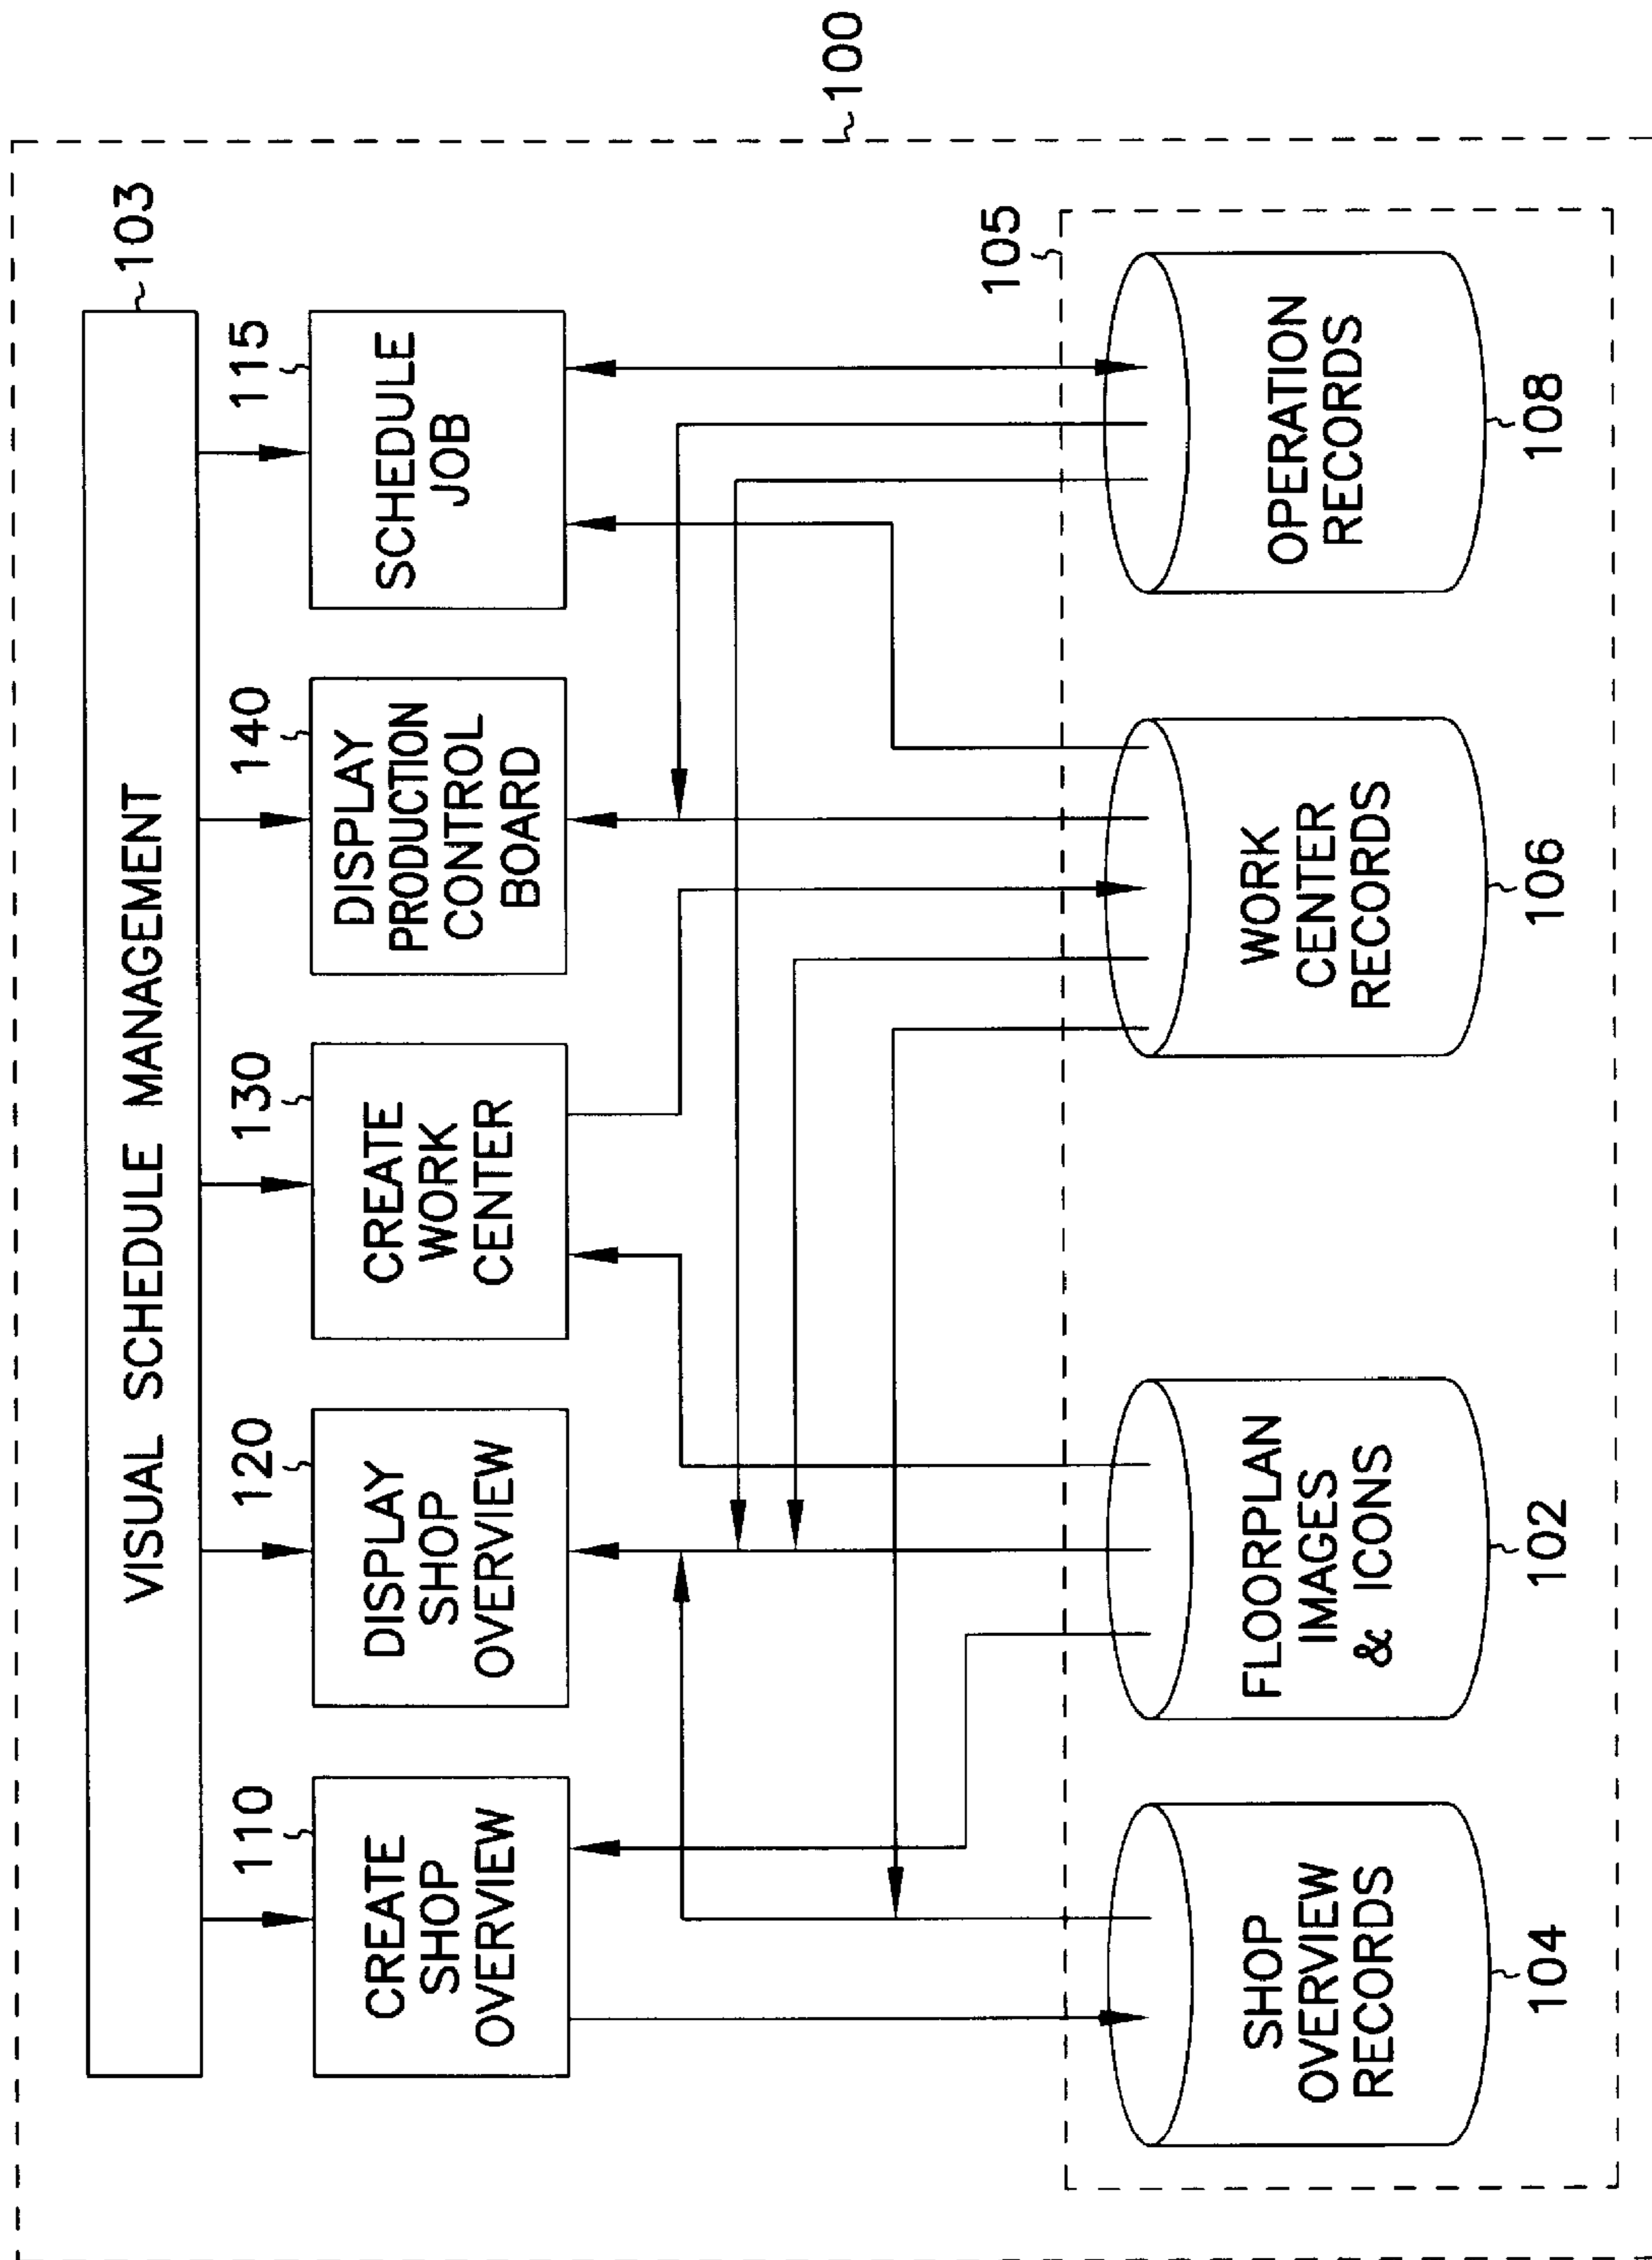 100
VISUAL SCHEDULE MANAGEMENT
103
110
CREATE
SHOP
OVERVIEW
120
DISPLAY
SHOP
OVERVIEW
130
CREATE
WORK
CENTER
140
DISPLAY
PRODUCTION
CONTROL
BOARD
115
SCHEDULE
JOB
105
SHOP
OVERVIEW
RECORDS
104
FLOORPLAN
IMAGES
& ICONS
102
WORK
CENTER
RECORDS
106
OPERATION
RECORDS
108